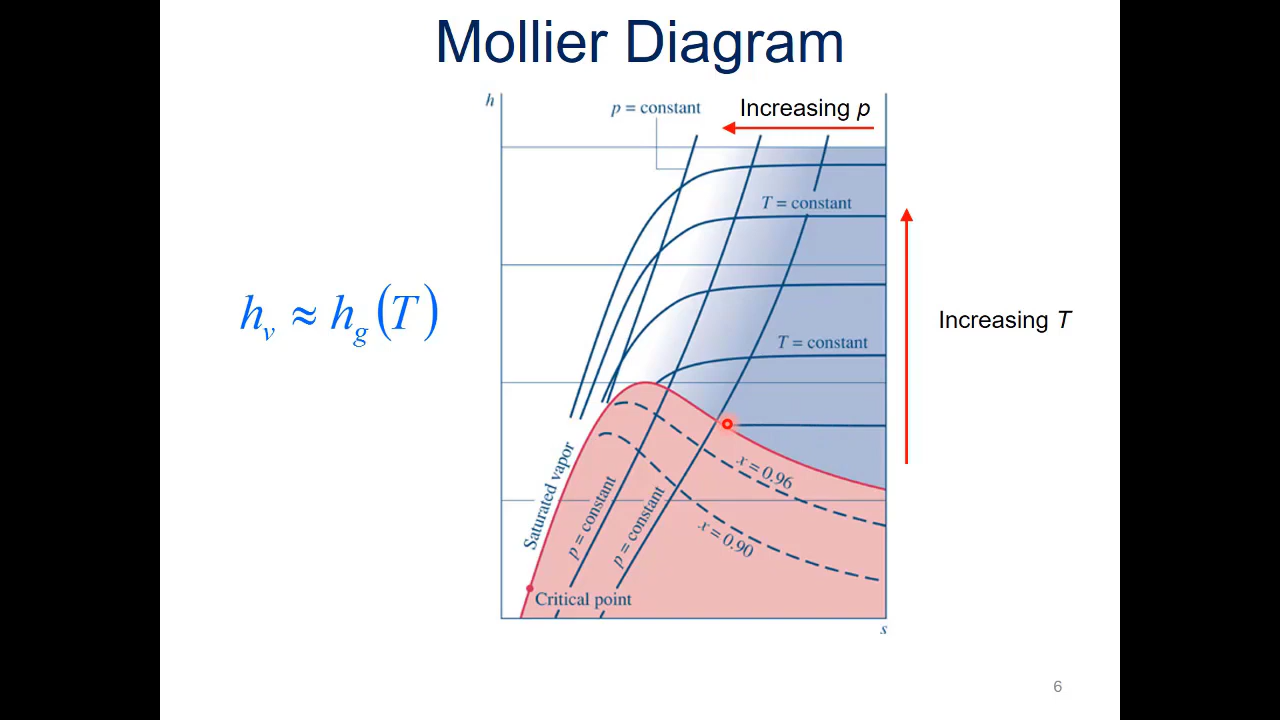 Mollier Diagram
h
p = constant
Increasing p
T = constant
hv ≈ hg (T)
Increasing T
T = constant
x = 0.96
x = 0.90
Saturated vapor
p = constant
p = constant
Critical point
s
6